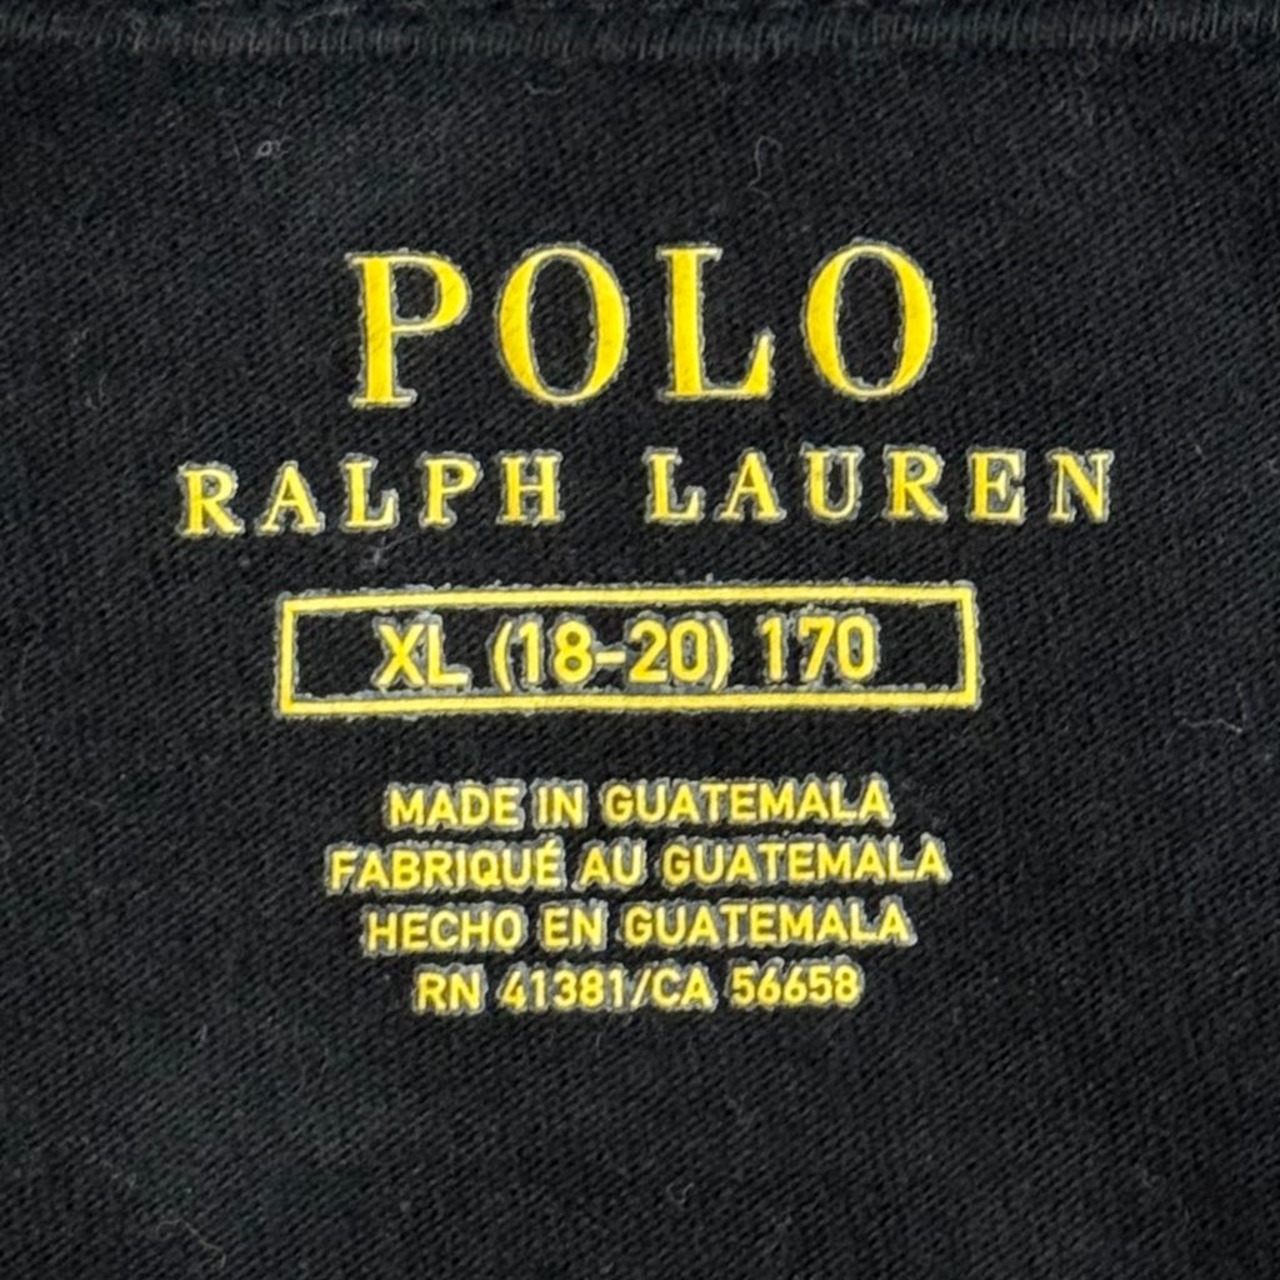 POLO
RALPH LAUREN
XL (18-20) 170
MADE IN GUATEMALA
FABRIQUÉ AU GUATEMALA
HECHO EN GUATEMALA
RN 41381/CA 56658